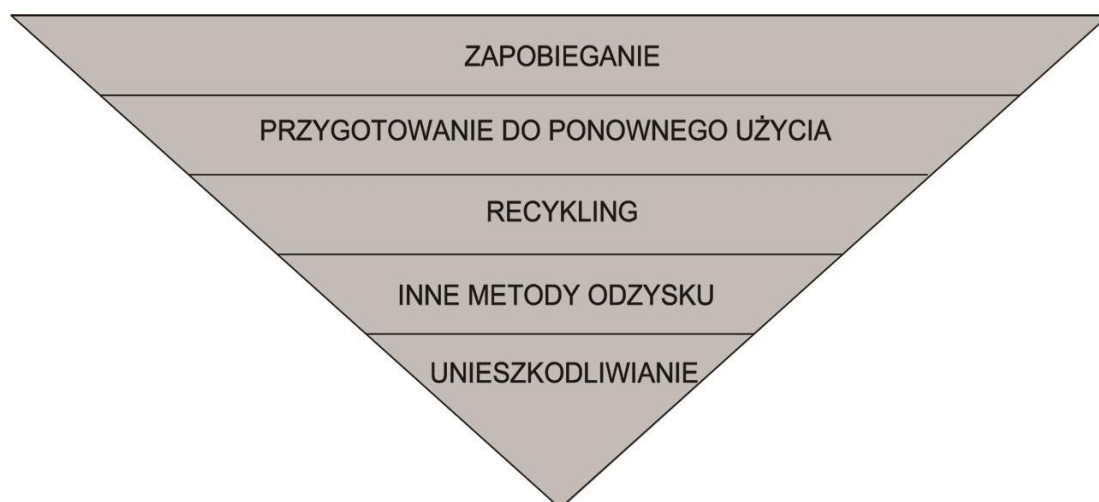 ZAPOBIEGANIE
PRZYGOTOWANIE DO PONOWNEGO UŻYCIA
RECYKLING
INNE METODY ODZYSKU
UNIESZKODLIWIANIE